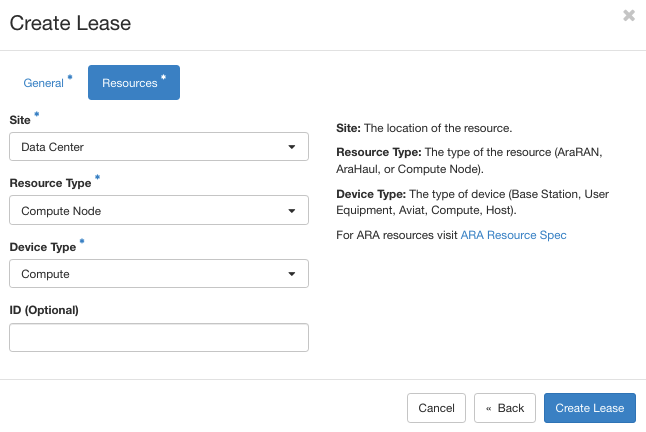 Create Lease
✖
General *
Resources *
Site *
Data Center
Resource Type *
Compute Node
Device Type *
Compute
ID (Optional)
Site: The location of the resource.
Resource Type: The type of the resource (AraRAN,
AraHaul, or Compute Node).
Device Type: The type of device (Base Station, User
Equipment, Aviat, Compute, Host).
For ARA resources visit ARA Resource Spec
Cancel
« Back
Create Lease